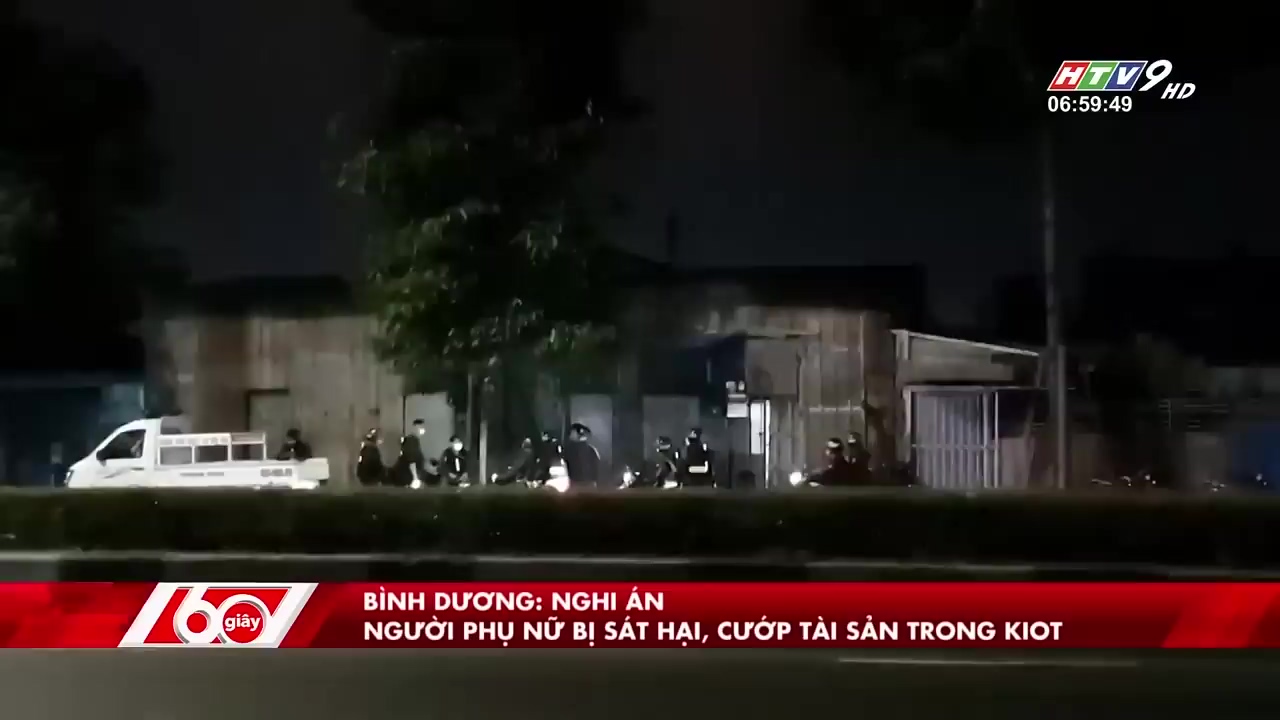 HTV9 HD
06:59:49
60 giây
BÌNH DƯƠNG: NGHI ÁN
NGƯỜI PHỤ NỮ BỊ SÁT HẠI, CƯỚP TÀI SẢN TRONG KIOT